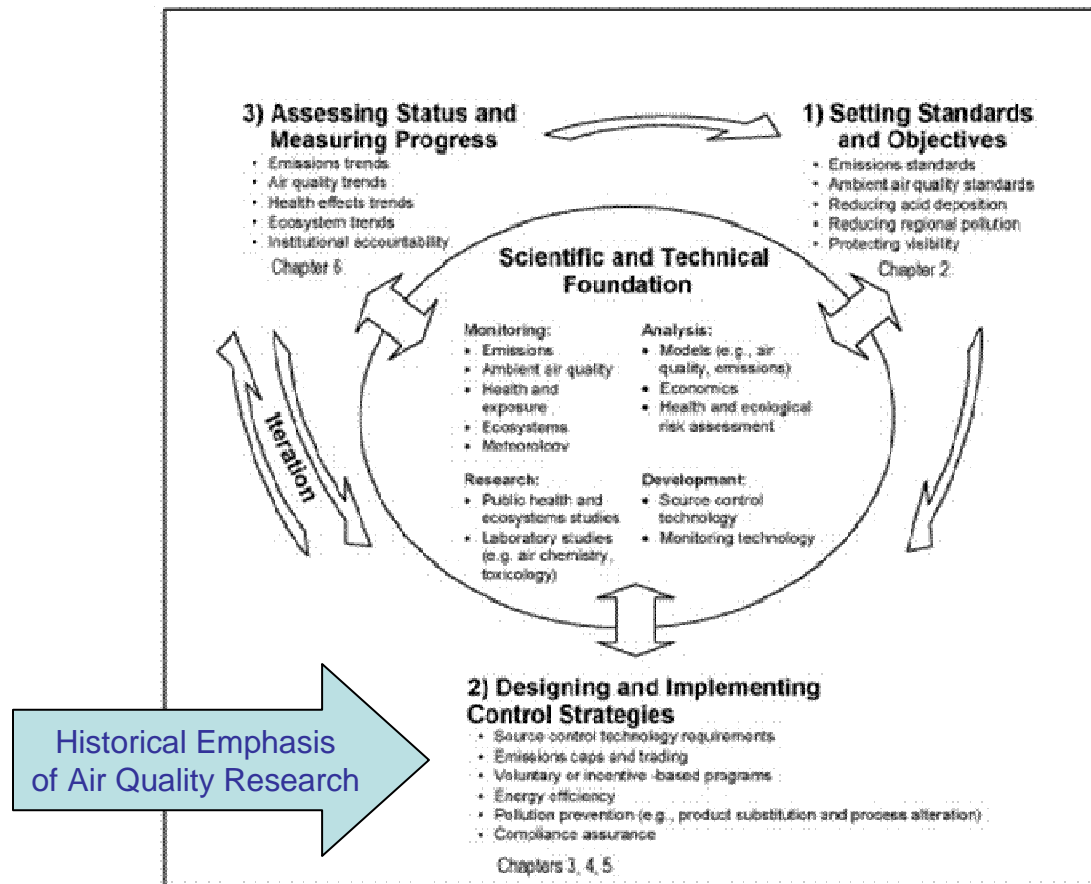 3) Assessing Status and
Measuring Progress
• Emissions trends
• Air quality trends
• Health effects trends
• Ecosystem trends
• Institutional accountability
Chapter 6
1) Setting Standards
and Objectives
• Emissions standards
• Ambient air quality standards
• Reducing acid deposition
• Reducing regional pollution
• Protecting visibility
Chapter 2
Scientific and Technical
Foundation
Monitoring:
• Emissions
• Ambient air quality
• Health and
exposure
• Ecosystems
• Meteorology
Analysis:
• Models (e.g., air
quality, emissions)
• Economics
• Health and ecological
risk assessment
Research:
• Public health and
ecosystems studies
• Laboratory studies
(e.g. air chemistry,
toxicology)
Development:
• Source control
technology
• Monitoring technology
Iteration
2) Designing and Implementing
Control Strategies
• Source control technology requirements
• Emissions caps and trading
• Voluntary or incentive -based programs
• Energy efficiency
• Pollution prevention (e.g., product substitution and process alteration)
• Compliance assurance
Chapters 3, 4, 5
Historical Emphasis
of Air Quality Research